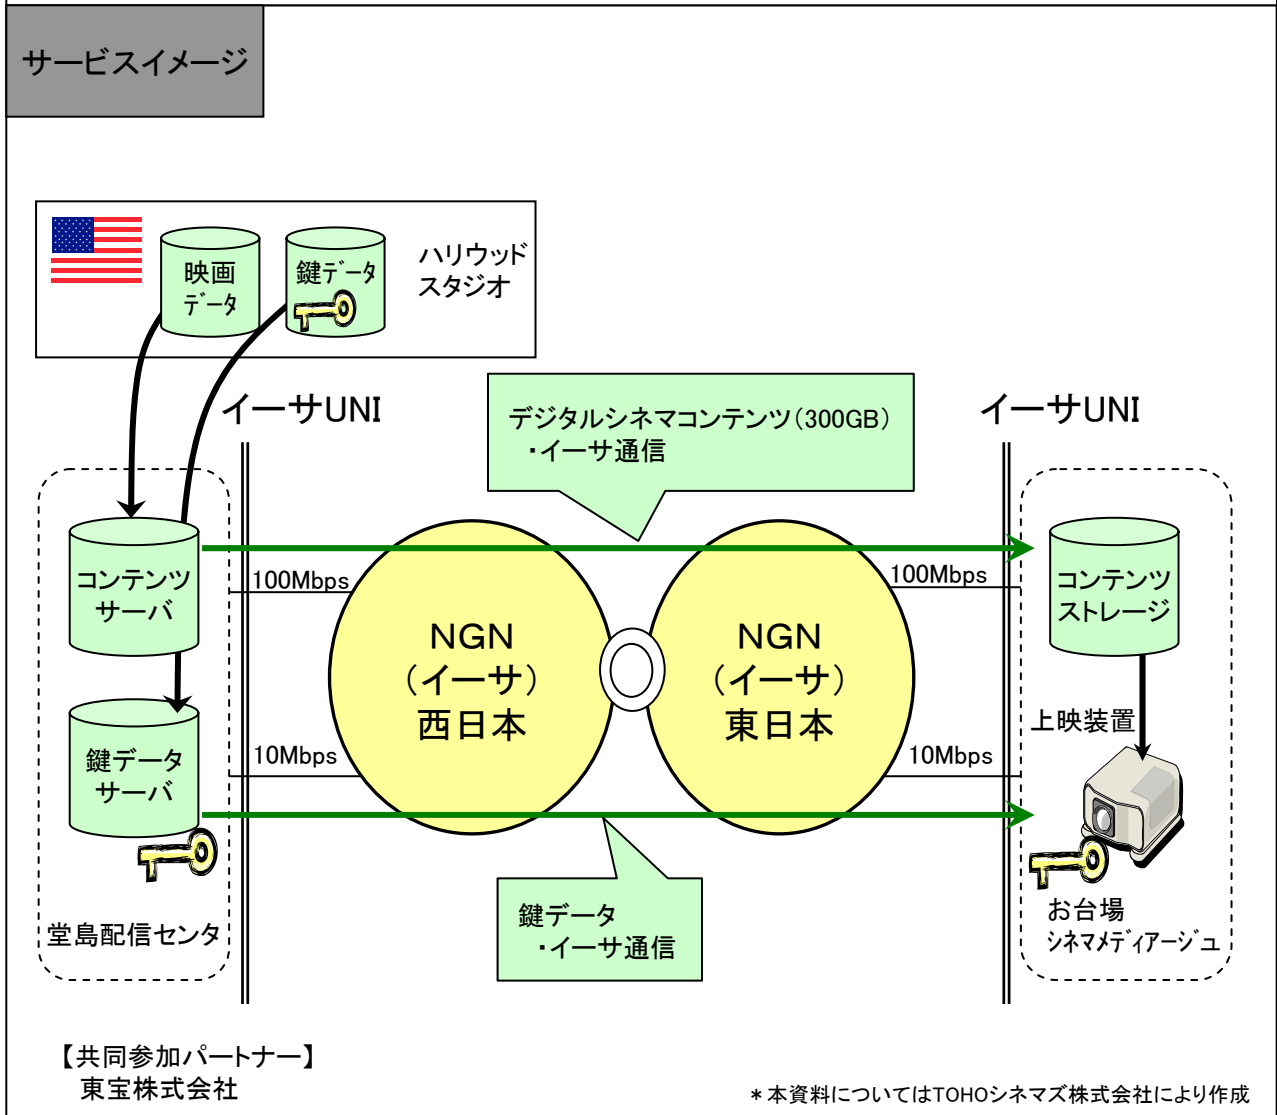 サービスイメージ
映画
データ
鍵データ
ハリウッド
スタジオ
イーサUNI
イーサUNI
デジタルシネマコンテンツ(300GB)
・イーサ通信
コンテンツ
サーバ
100Mbps
100Mbps
コンテンツ
ストレージ
NGN
(イーサ)
西日本
NGN
(イーサ)
東日本
上映装置
鍵データ
サーバ
10Mbps
10Mbps
鍵データ
・イーサ通信
堂島配信センタ
お台場
シネマメディアージュ
【共同参加パートナー】
東宝株式会社
*本資料についてはTOHOシネマズ株式会社により作成